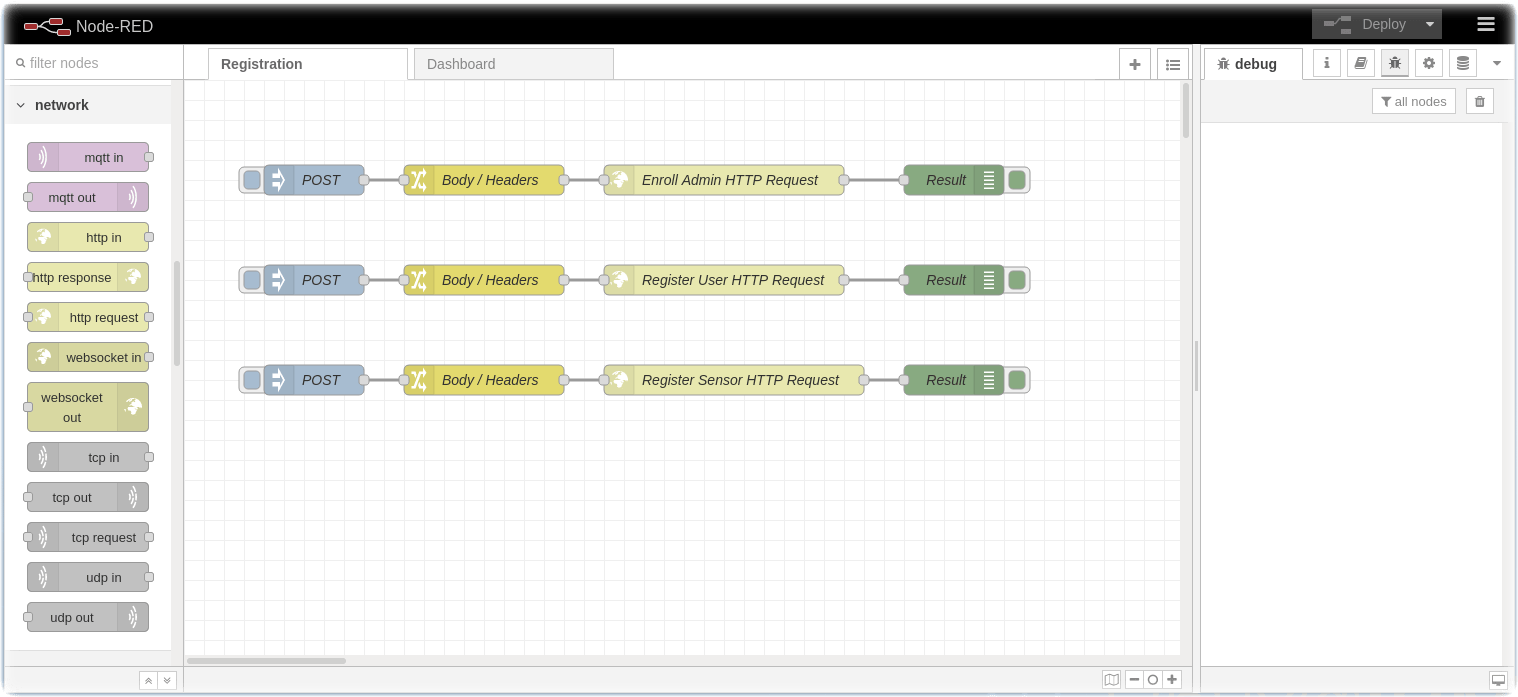 Node-RED
Deploy
filter nodes
Registration
Dashboard
debug
i
network
all nodes
mqtt in
mqtt out
http in
http response
http request
websocket in
websocket
out
tcp in
tcp out
tcp request
udp in
udp out
POST
Body / Headers
Enroll Admin HTTP Request
Result
POST
Body / Headers
Register User HTTP Request
Result
POST
Body / Headers
Register Sensor HTTP Request
Result